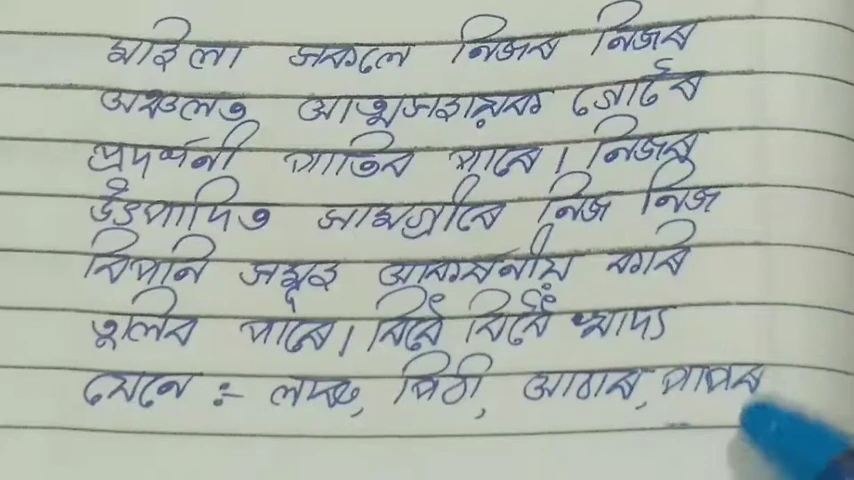 মহিলা সকলে নিজৰ নিজৰ
অঞ্চলত আত্মসহায়ক গোটৰ
প্ৰদৰ্শনী পাতিব পাৰে। নিজৰ
উৎপাদিত সামগ্ৰীৰে নিজ নিজ
বিপনি সমূহ আকৰ্ষনীয় কৰি
তুলিব পাৰে। বিবিধ খাদ্য
যেনে :- লাডু, পিঠা, আচাৰ, পাপৰ